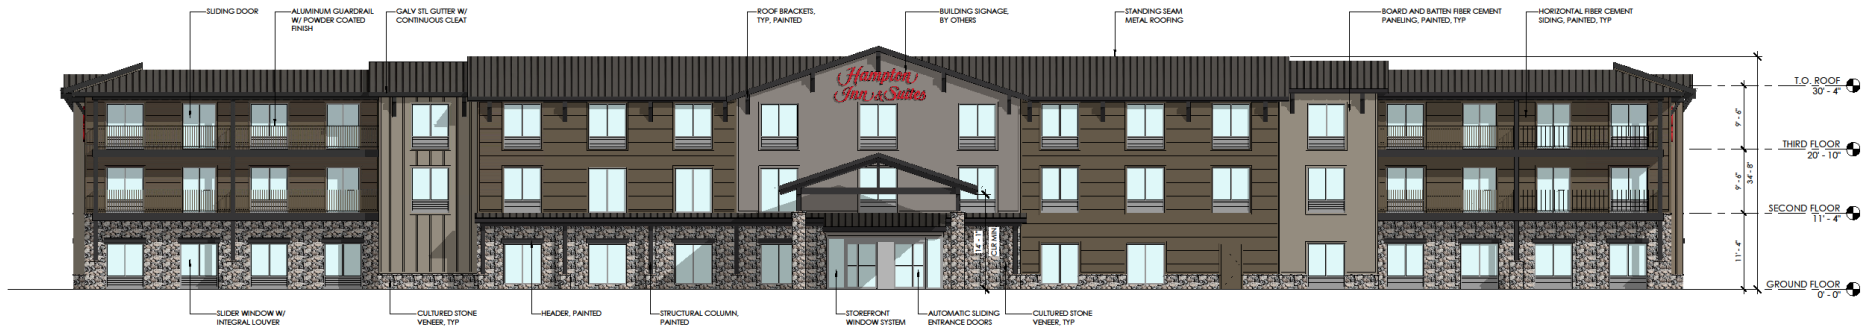 SLIDING DOOR
ALUMINUM GUARDRAIL
W/ POWDER COATED
FINISH
GALV STL GUTTER W/
CONTINUOUS CLEAT
ROOF BRACKETS,
TYP, PAINTED
BUILDING SIGNAGE,
BY OTHERS
STANDING SEAM
METAL ROOFING
BOARD AND BATTEN FIBER CEMENT
PANELING, PAINTED, TYP
HORIZONTAL FIBER CEMENT
SIDING, PAINTED, TYP
Hampton
Inn & Suites
T.O. ROOF
30' - 4"
9' - 6"
THIRD FLOOR
20' - 10"
9' - 6"
34' - 8"
SECOND FLOOR
11' - 4"
11' - 4"
GROUND FLOOR
0' - 0"
14' - 1"
CLR MIN
SLIDER WINDOW W/
INTEGRAL LOUVER
CULTURED STONE
VENEER, TYP
HEADER, PAINTED
STRUCTURAL COLUMN,
PAINTED
STOREFRONT
WINDOW SYSTEM
AUTOMATIC SLIDING
ENTRANCE DOORS
CULTURED STONE
VENEER, TYP